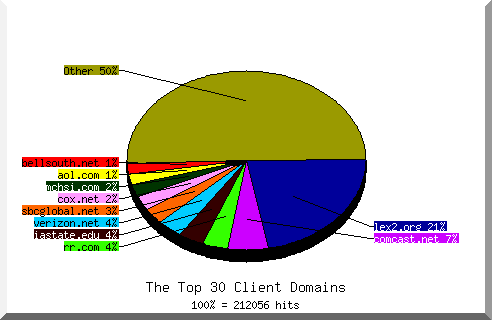 Other 50%
bellsouth.net 1%
aol.com 1%
mchsi.com 2%
cox.net 2%
sbcglobal.net 3%
verizon.net 4%
iastate.edu 4%
rr.com 4%
lex2.org 21%
comcast.net 7%
The Top 30 Client Domains
100% = 212056 hits